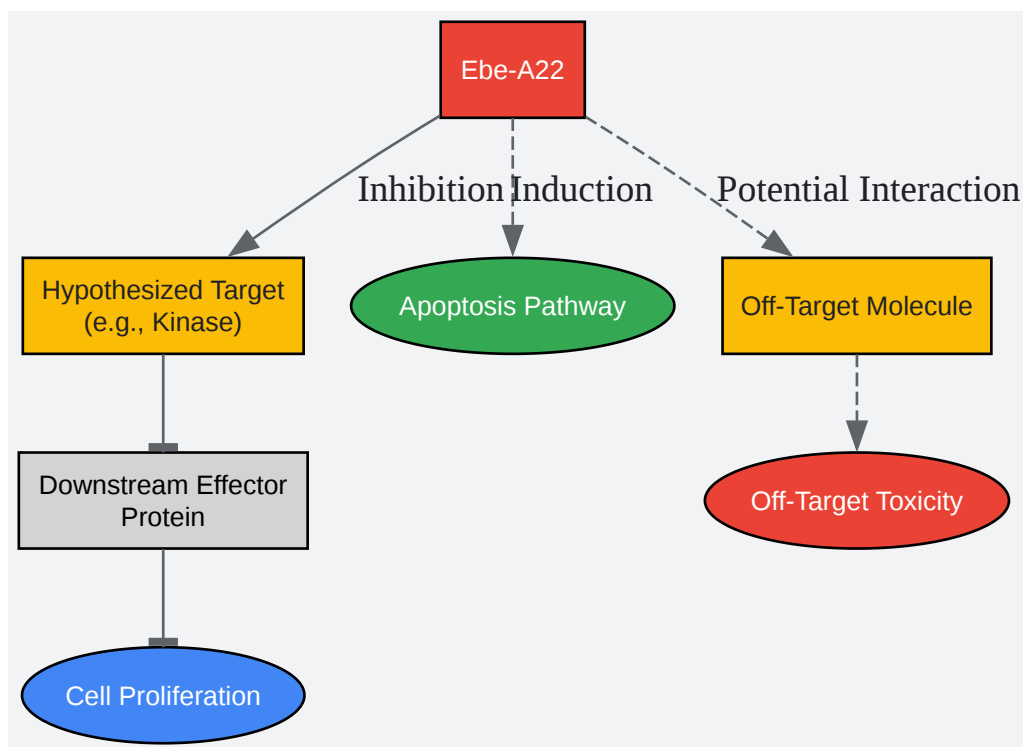 Ebe-A22
Inhibition
Induction
Potential Interaction
Hypothesized Target
(e.g., Kinase)
Apoptosis Pathway
Off-Target Molecule
Downstream Effector
Protein
Off-Target Toxicity
Cell Proliferation